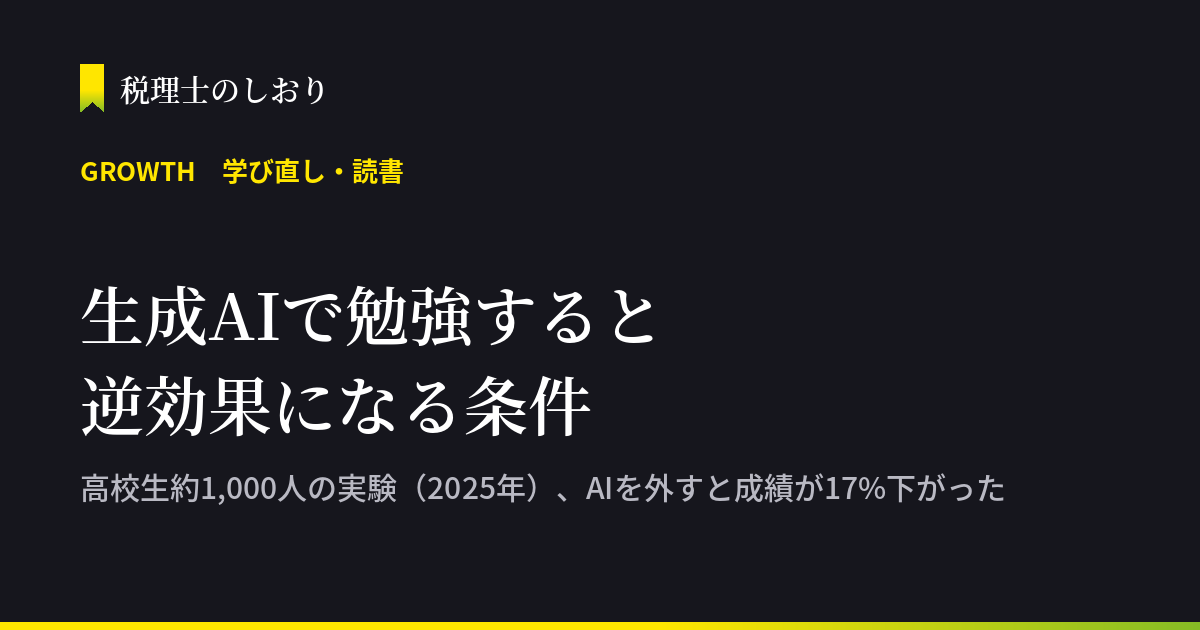 税理士のしおり
GROWTH　学び直し・読書
生成AIで勉強すると
逆効果になる条件
高校生約1,000人の実験（2025年）、AIを外すと成績が17%下がった